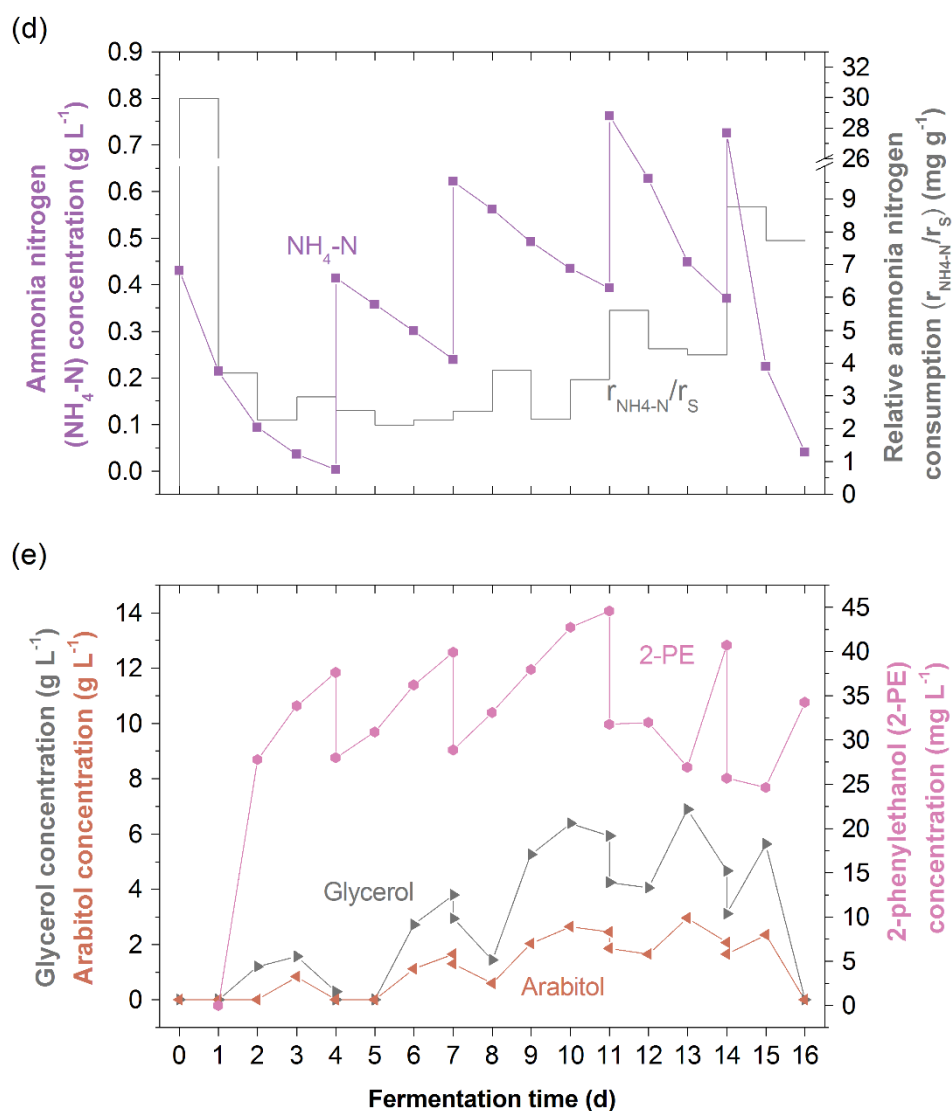 (d)
Ammonia nitrogen
(NH₄-N) concentration (g L⁻¹)
0.9
0.8
0.7
0.6
0.5
0.4
0.3
0.2
0.1
0.0
NH₄-N
r_NH4-N/r_S
32
30
28
26
9
8
7
6
5
4
3
2
1
0
Relative ammonia nitrogen
consumption (r_NH4-N/r_S) (mg g⁻¹)
(e)
Glycerol concentration (g L⁻¹)
Arabitol concentration (g L⁻¹)
14
12
10
8
6
4
2
0
2-PE
Glycerol
Arabitol
45
40
35
30
25
20
15
10
5
0
2-phenylethanol (2-PE)
concentration (mg L⁻¹)
0 1 2 3 4 5 6 7 8 9 10 11 12 13 14 15 16
Fermentation time (d)